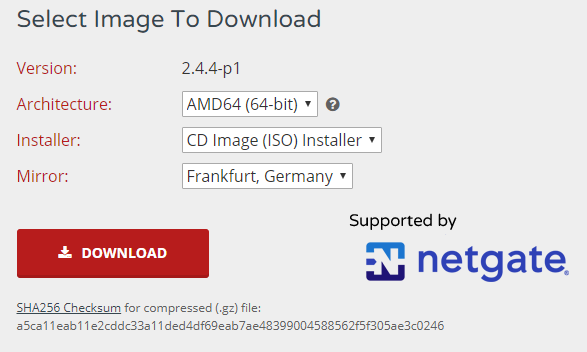 Select Image To Download
Version: 2.4.4-p1
Architecture: AMD64 (64-bit)
Installer: CD Image (ISO) Installer
Mirror: Frankfurt, Germany
Supported by
netgate®
DOWNLOAD
SHA256 Checksum for compressed (.gz) file:
a5ca11eab11e2cddc33a11ded4df69eab7ae48399004588562f5f305ae3c0246